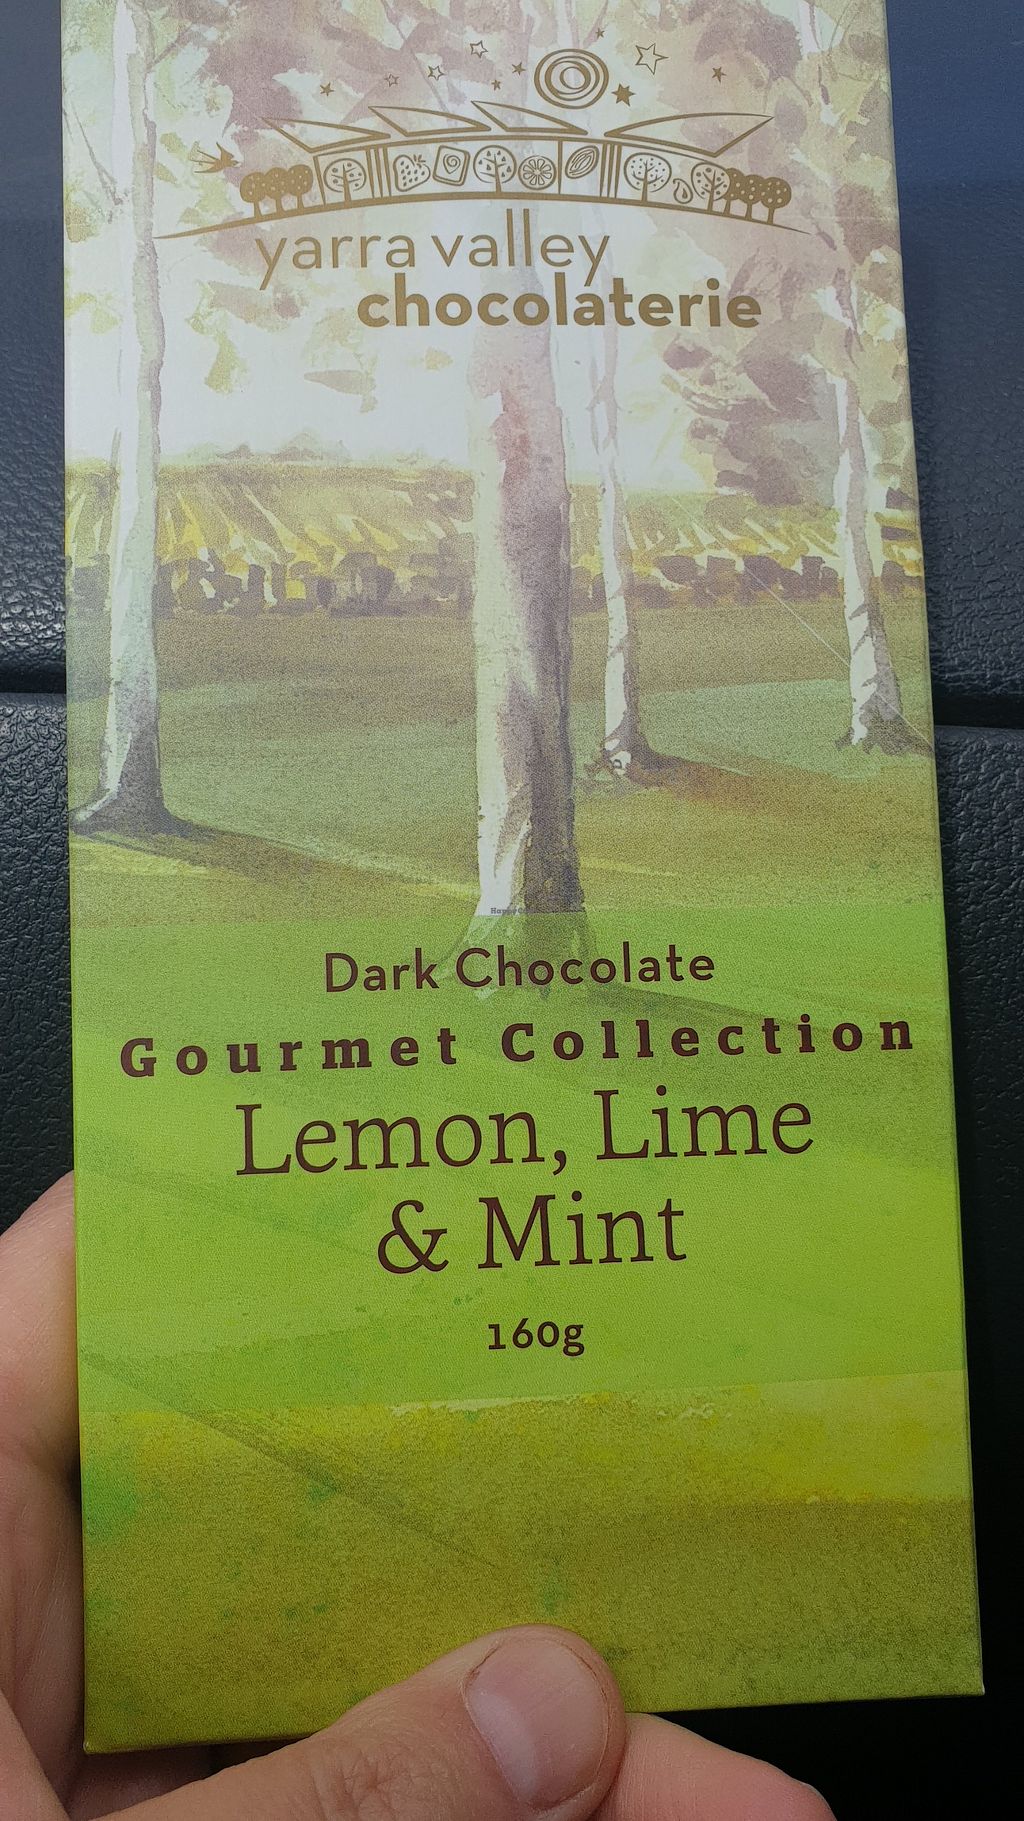 yarra valley
chocolaterie
Dark Chocolate
Gourmet Collection
Lemon, Lime
& Mint
160g